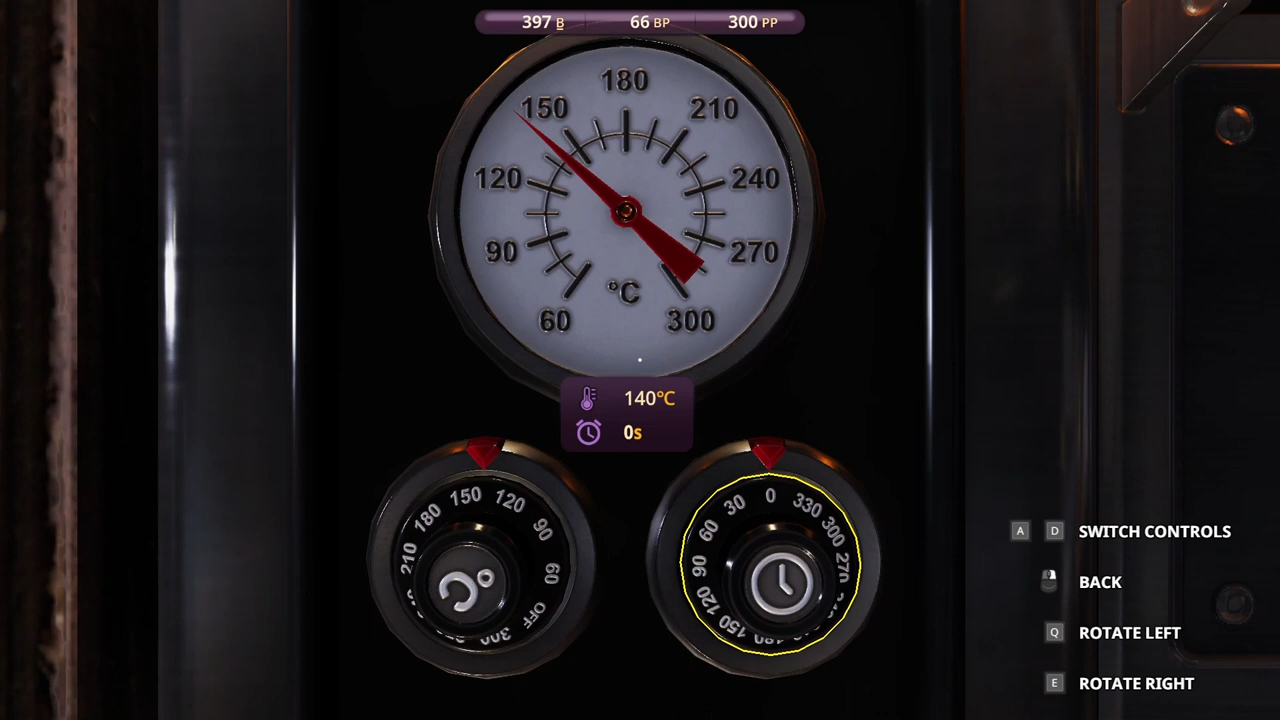 397 B 66 BP 300 PP
180
150 210
120 240
90 270
°C
60 300
140°C
0s
210 180 150 120 90 60 OFF 300
150 120 90 60 30 0 330 300 270
A D SWITCH CONTROLS
BACK
Q ROTATE LEFT
E ROTATE RIGHT